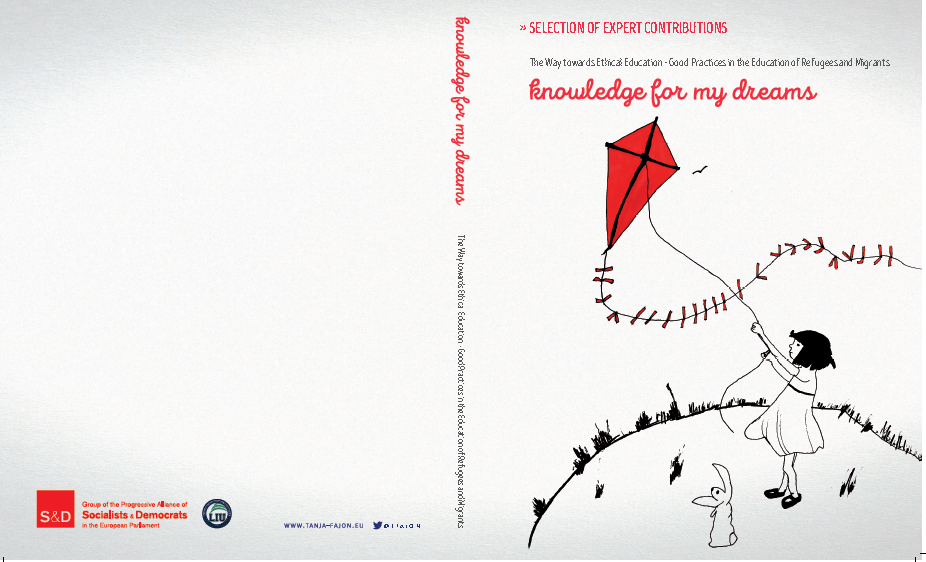 » SELECTION OF EXPERT CONTRIBUTIONS
The Way towards Ethical Education - Good Practices in the Education of Refugees and Migrants
knowledge for my dreams
knowledge for my dreams
The Way towards Ethical Education - Good Practices in the Education of Refugees and Migrants
S&D
Group of the Progressive Alliance of
Socialists & Democrats
in the European Parliament
LIU
WWW.TANJA-FAJON.EU